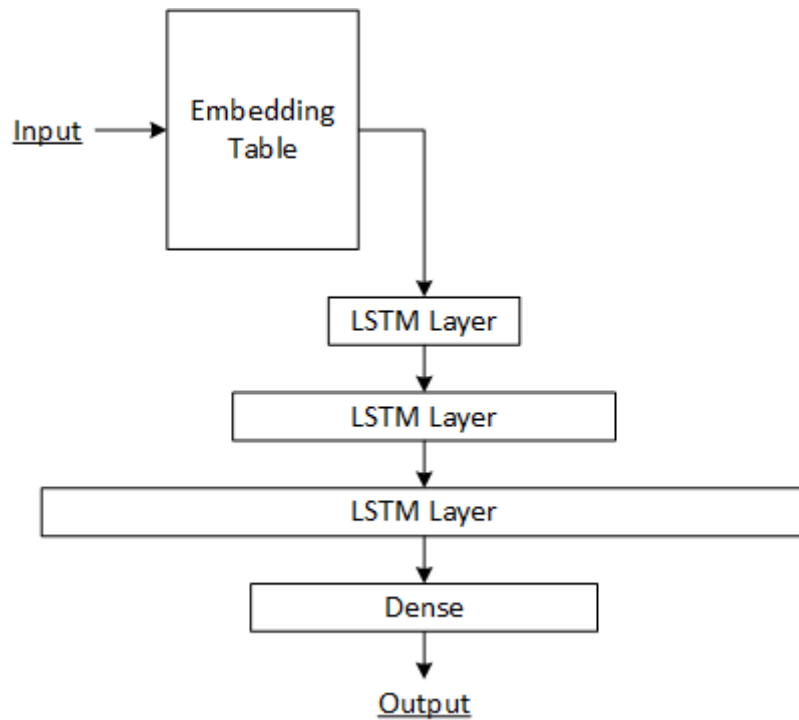 Input
Embedding
Table
LSTM Layer
LSTM Layer
LSTM Layer
Dense
Output